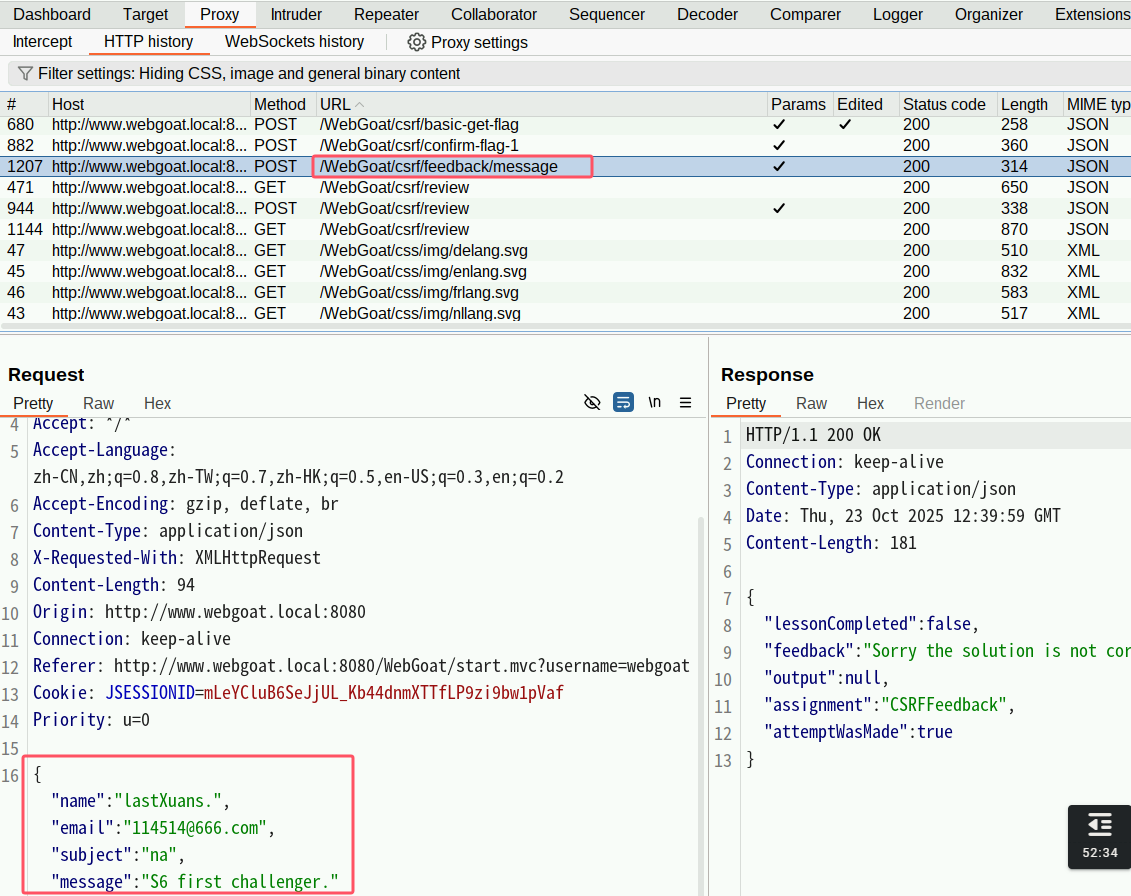 Dashboard Target Proxy Intruder Repeater Collaborator Sequencer Decoder Comparer Logger Organizer Extensions
Intercept HTTP history WebSockets history Proxy settings
Filter settings: Hiding CSS, image and general binary content
# Host Method URL Params Edited Status code Length MIME typ
680 http://www.webgoat.local:8... POST /WebGoat/csrf/basic-get-flag ✓ ✓ 200 258 JSON
882 http://www.webgoat.local:8... POST /WebGoat/csrf/confirm-flag-1 ✓ 200 360 JSON
1207 http://www.webgoat.local:8... POST /WebGoat/csrf/feedback/message ✓ 200 314 JSON
471 http://www.webgoat.local:8... GET /WebGoat/csrf/review 200 650 JSON
944 http://www.webgoat.local:8... POST /WebGoat/csrf/review ✓ 200 338 JSON
1144 http://www.webgoat.local:8... GET /WebGoat/csrf/review 200 870 JSON
47 http://www.webgoat.local:8... GET /WebGoat/css/img/delang.svg 200 510 XML
45 http://www.webgoat.local:8... GET /WebGoat/css/img/enlang.svg 200 832 XML
46 http://www.webgoat.local:8... GET /WebGoat/css/img/frlang.svg 200 583 XML
43 http://www.webgoat.local:8... GET /WebGoat/css/img/nllang.svg 200 517 XML
Request
Pretty Raw Hex \n
4 Accept: */*
5 Accept-Language:
zh-CN,zh;q=0.8,zh-TW;q=0.7,zh-HK;q=0.5,en-US;q=0.3,en;q=0.2
6 Accept-Encoding: gzip, deflate, br
7 Content-Type: application/json
8 X-Requested-With: XMLHttpRequest
9 Content-Length: 94
10 Origin: http://www.webgoat.local:8080
11 Connection: keep-alive
12 Referer: http://www.webgoat.local:8080/WebGoat/start.mvc?username=webgoat
13 Cookie: JSESSIONID=mLeYCluB6SeJjUL_Kb44dnmXTTfLP9zi9bw1pVaf
14 Priority: u=0
15
16 {
"name":"lastXuans.",
"email":"114514@666.com",
"subject":"na",
"message":"S6 first challenger."
Response
Pretty Raw Hex Render
1 HTTP/1.1 200 OK
2 Connection: keep-alive
3 Content-Type: application/json
4 Date: Thu, 23 Oct 2025 12:39:59 GMT
5 Content-Length: 181
6
7 {
8 "lessonCompleted":false,
9 "feedback":"Sorry the solution is not cor
10 "output":null,
11 "assignment":"CSRFFeedback",
12 "attemptWasMade":true
13 }
52:34